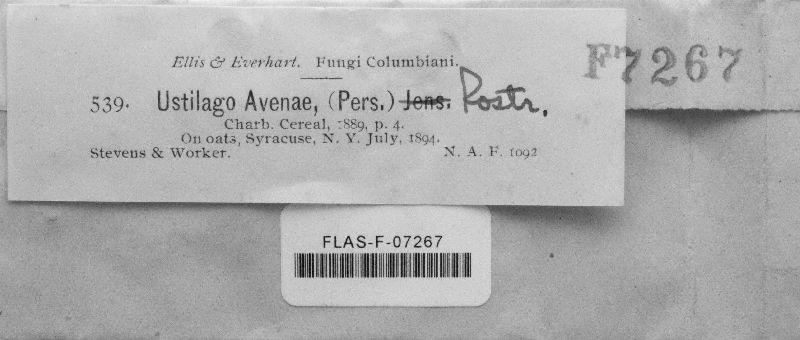 Ellis & Everhart. Fungi Columbiani.
F7267
539. Ustilago Avenae, (Pers.) Jens. Rostr.
Charb. Cereal, 1889, p. 4.
On oats, Syracuse, N. Y. July, 1894.
Stevens & Worker. N. A. F. 1092
FLAS-F-07267